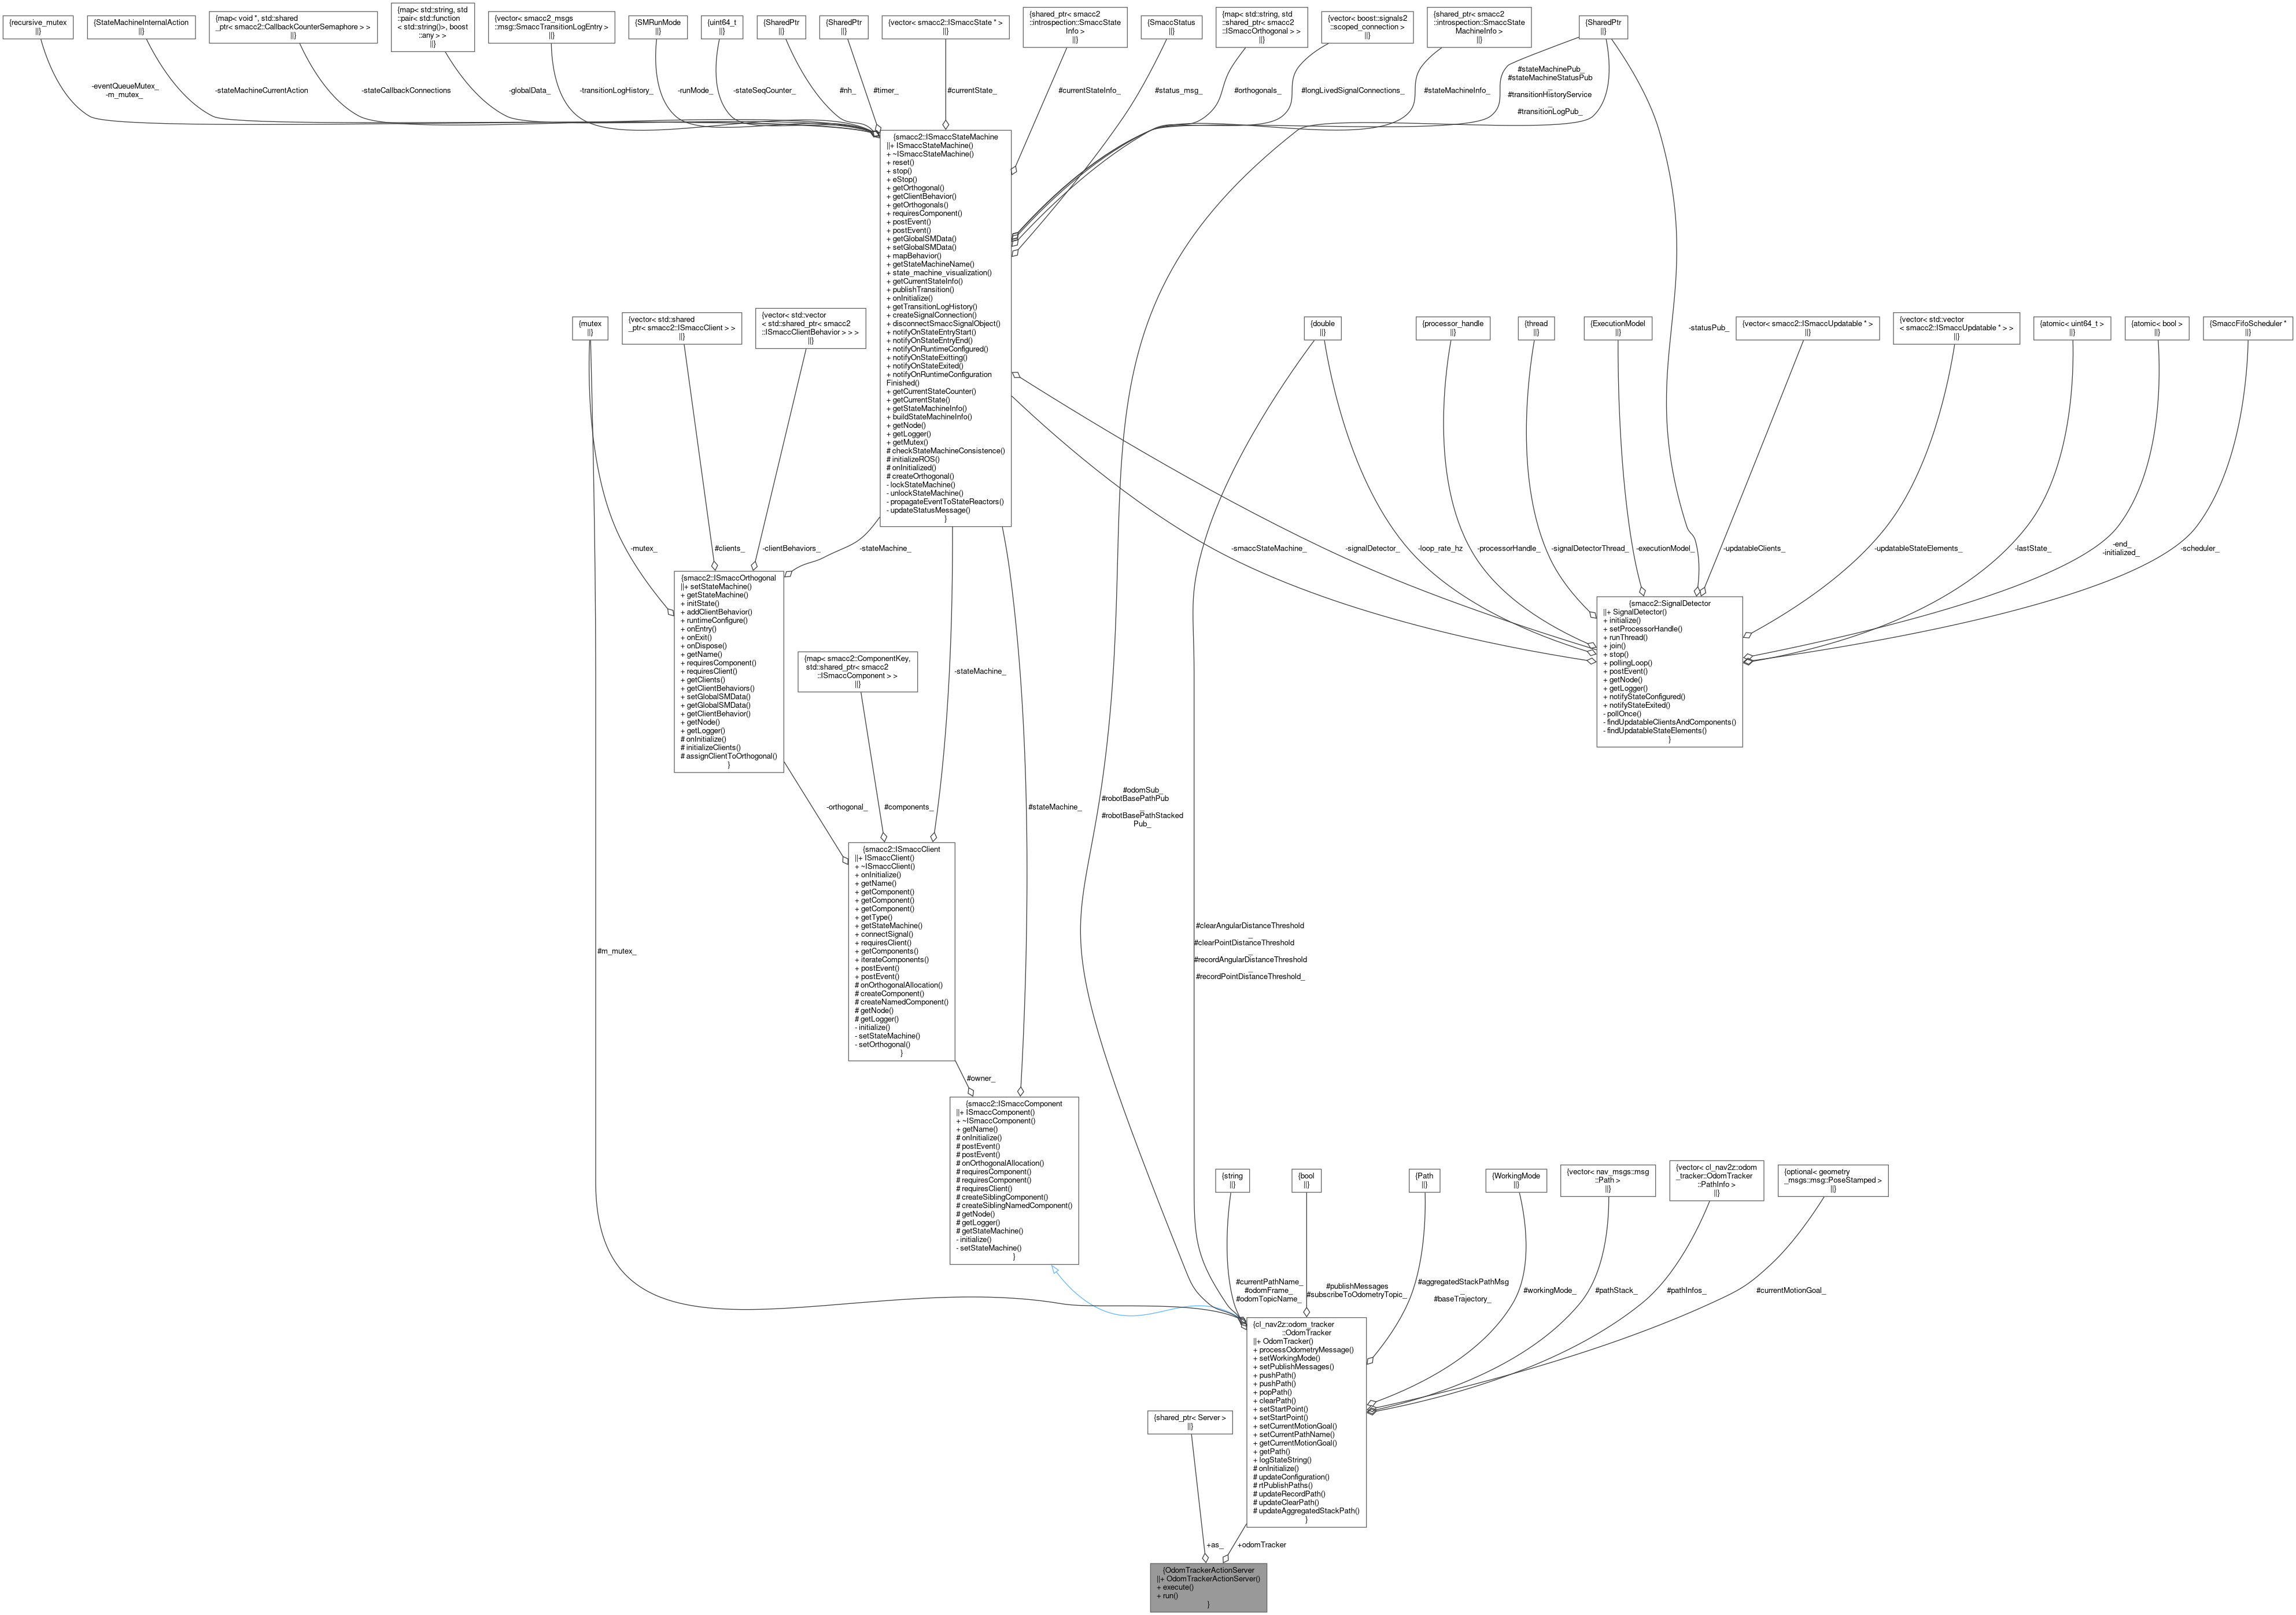 {recursive_mutex
||}
{StateMachineInternalAction
||}
{map< void *, std::shared
_ptr< smacc2::CallbackCounterSemaphore > >
||}
{map< std::string, std
::pair< std::function
< std::string()>, boost
::any > >
||}
{vector< smacc2_msgs
::msg::SmaccTransitionLogEntry >
||}
{SMRunMode
||}
{uint64_t
||}
{SharedPtr
||}
{SharedPtr
||}
{vector< smacc2::ISmaccState * >
||}
{shared_ptr< smacc2
::introspection::SmaccState
Info >
||}
{SmaccStatus
||}
{map< std::string, std
::shared_ptr< smacc2
::ISmaccOrthogonal > >
||}
{vector< boost::signals2
::scoped_connection >
||}
{shared_ptr< smacc2
::introspection::SmaccState
MachineInfo >
||}
{SharedPtr
||}
-eventQueueMutex_
-m_mutex_
-stateMachineCurrentAction
-stateCallbackConnections
-globalData_
-transitionLogHistory_
-runMode_
-stateSeqCounter_
#nh_
#timer_
#currentState_
#currentStateInfo_
#status_msg_
#orthogonals_
#longLivedSignalConnections_
#stateMachineInfo_
#stateMachinePub_
#stateMachineStatusPub
_
#transitionHistoryService
_
#transitionLogPub_
{smacc2::ISmaccStateMachine
||+ ISmaccStateMachine()
+ ~ISmaccStateMachine()
+ reset()
+ stop()
+ eStop()
+ getOrthogonal()
+ getClientBehavior()
+ getOrthogonals()
+ requiresComponent()
+ postEvent()
+ postEvent()
+ getGlobalSMData()
+ setGlobalSMData()
+ mapBehavior()
+ getStateMachineName()
+ state_machine_visualization()
+ getCurrentStateInfo()
+ publishTransition()
+ onInitialize()
+ getTransitionLogHistory()
+ createSignalConnection()
+ disconnectSmaccSignalObject()
+ notifyOnStateEntryStart()
+ notifyOnStateEntryEnd()
+ notifyOnRuntimeConfigured()
+ notifyOnStateExitting()
+ notifyOnStateExited()
+ notifyOnRuntimeConfiguration
Finished()
+ getCurrentStateCounter()
+ getCurrentState()
+ getStateMachineInfo()
+ buildStateMachineInfo()
+ getNode()
+ getLogger()
+ getMutex()
# checkStateMachineConsistence()
# initializeROS()
# onInitialized()
# createOrthogonal()
- lockStateMachine()
- unlockStateMachine()
- propagateEventToStateReactors()
- updateStatusMessage()
}
{mutex
||}
{vector< std::shared
_ptr< smacc2::ISmaccClient > >
||}
{vector< std::vector
< std::shared_ptr< smacc2
::ISmaccClientBehavior > > >
||}
{double
||}
{processor_handle
||}
{thread
||}
{ExecutionModel
||}
-statusPub_
{vector< smacc2::ISmaccUpdatable * >
||}
{vector< std::vector
< smacc2::ISmaccUpdatable * > >
||}
{atomic< uint64_t >
||}
{atomic< bool >
||}
{SmaccFifoScheduler *
||}
-mutex_
#clients_
-clientBehaviors_
-stateMachine_
-smaccStateMachine_
-signalDetector_
-loop_rate_hz
-processorHandle_
-signalDetectorThread_
-executionModel_
-updatableClients_
-updatableStateElements_
-lastState_
-end_
-initialized_
-scheduler_
{smacc2::ISmaccOrthogonal
||+ setStateMachine()
+ getStateMachine()
+ initState()
+ addClientBehavior()
+ runtimeConfigure()
+ onEntry()
+ onExit()
+ onDispose()
+ getName()
+ requiresComponent()
+ requiresClient()
+ getClients()
+ getClientBehaviors()
+ setGlobalSMData()
+ getGlobalSMData()
+ getClientBehavior()
+ getNode()
+ getLogger()
# onInitialize()
# initializeClients()
# assignClientToOrthogonal()
}
{smacc2::SignalDetector
||+ SignalDetector()
+ initialize()
+ setProcessorHandle()
+ runThread()
+ join()
+ stop()
+ pollingLoop()
+ postEvent()
+ getNode()
+ getLogger()
+ notifyStateConfigured()
+ notifyStateExited()
- pollOnce()
- findUpdatableClientsAndComponents()
- findUpdatableStateElements()
}
{map< smacc2::ComponentKey,
std::shared_ptr< smacc2
::ISmaccComponent > >
||}
-stateMachine_
-orthogonal_
#components_
#stateMachine_
#odomSub_
#robotBasePathPub
_
#robotBasePathStacked
Pub_
{smacc2::ISmaccClient
||+ ISmaccClient()
+ ~ISmaccClient()
+ onInitialize()
+ getName()
+ getComponent()
+ getComponent()
+ getComponent()
+ getType()
+ getStateMachine()
+ connectSignal()
+ requiresClient()
+ getComponents()
+ iterateComponents()
+ postEvent()
+ postEvent()
# onOrthogonalAllocation()
# createComponent()
# createNamedComponent()
# getNode()
# getLogger()
- initialize()
- setStateMachine()
- setOrthogonal()
}
#m_mutex_
#clearAngularDistanceThreshold
_
#clearPointDistanceThreshold
_
#recordAngularDistanceThreshold
_
#recordPointDistanceThreshold_
#owner_
{smacc2::ISmaccComponent
||+ ISmaccComponent()
+ ~ISmaccComponent()
+ getName()
# onInitialize()
# postEvent()
# postEvent()
# onOrthogonalAllocation()
# requiresComponent()
# requiresComponent()
# requiresClient()
# createSiblingComponent()
# createSiblingNamedComponent()
# getNode()
# getLogger()
# getStateMachine()
- initialize()
- setStateMachine()
}
{string
||}
{bool
||}
{Path
||}
{WorkingMode
||}
{vector< nav_msgs::msg
::Path >
||}
{vector< cl_nav2z::odom
_tracker::OdomTracker
::PathInfo >
||}
{optional< geometry
_msgs::msg::PoseStamped >
||}
#currentPathName_
#odomFrame_
#odomTopicName_
#publishMessages
#subscribeToOdometryTopic_
#aggregatedStackPathMsg
_
#baseTrajectory_
#workingMode_
#pathStack_
#pathInfos_
#currentMotionGoal_
{cl_nav2z::odom_tracker
::OdomTracker
||+ OdomTracker()
+ processOdometryMessage()
+ setWorkingMode()
+ setPublishMessages()
+ pushPath()
+ pushPath()
+ popPath()
+ clearPath()
+ setStartPoint()
+ setStartPoint()
+ setCurrentMotionGoal()
+ setCurrentPathName()
+ getCurrentMotionGoal()
+ getPath()
+ logStateString()
# onInitialize()
# updateConfiguration()
# rtPublishPaths()
# updateRecordPath()
# updateClearPath()
# updateAggregatedStackPath()
}
{shared_ptr< Server >
||}
+as_
+odomTracker
{OdomTrackerActionServer
||+ OdomTrackerActionServer()
+ execute()
+ run()
}